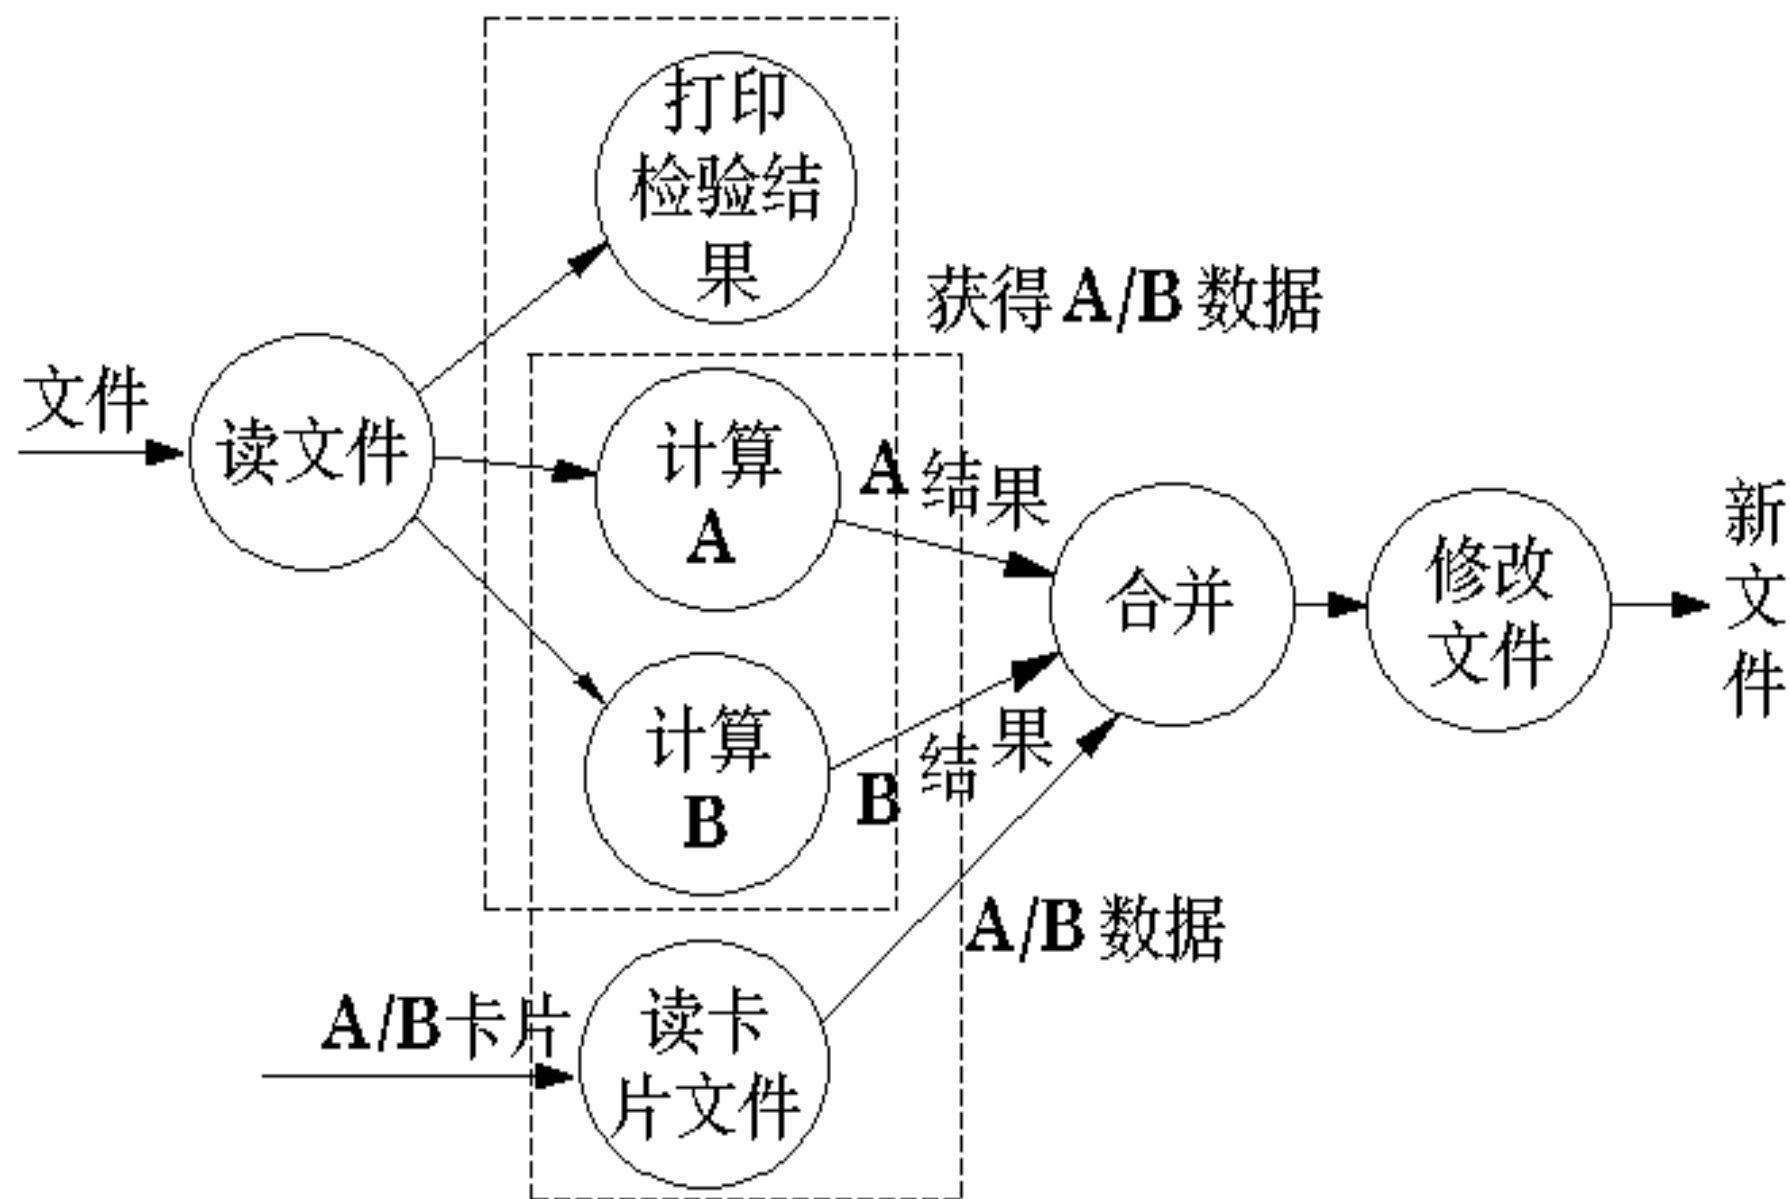 打印
检验结
果
获得A/B数据
文件
读文件
计算
A
A结果
合并
修改
文件
新
文
件
计算
B
B结果
A/B数据
A/B卡片
读卡
片文件